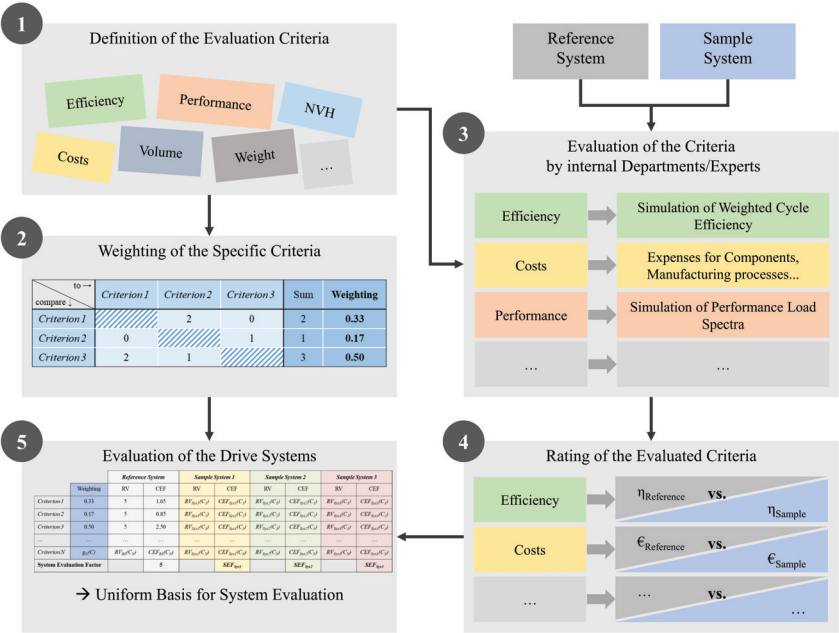 1
Definition of the Evaluation Criteria
Efficiency
Performance
NVH
Costs
Volume
Weight
...
2
Weighting of the Specific Criteria
to →
compare ↓
Criterion 1 Criterion 2 Criterion 3 Sum Weighting
Criterion 1 2 0 2 0.33
Criterion 2 0 1 1 0.17
Criterion 3 2 1 3 0.50
Reference
System
Sample
System
3
Evaluation of the Criteria
by internal Departments/Experts
Efficiency
Simulation of Weighted Cycle
Efficiency
Costs
Expenses for Components,
Manufacturing processes...
Performance
Simulation of Performance Load
Spectra
...
...
4
Rating of the Evaluated Criteria
Efficiency
ηReference vs.
ηSample
Costs
€Reference vs.
€Sample
...
... vs.
...
5
Evaluation of the Drive Systems
Reference System Sample System 1 Sample System 2 Sample System 3
Weighting RV CEF RV CEF RV CEF RV CEF
Criterion 1 0.33 5 1.65
Criterion 2 0.17 5 0.85
Criterion 3 0.50 5 2.50
... ... ... ... ... ... ... ... ...
Criterion N
System Evaluation Factor 5
→ Uniform Basis for System Evaluation